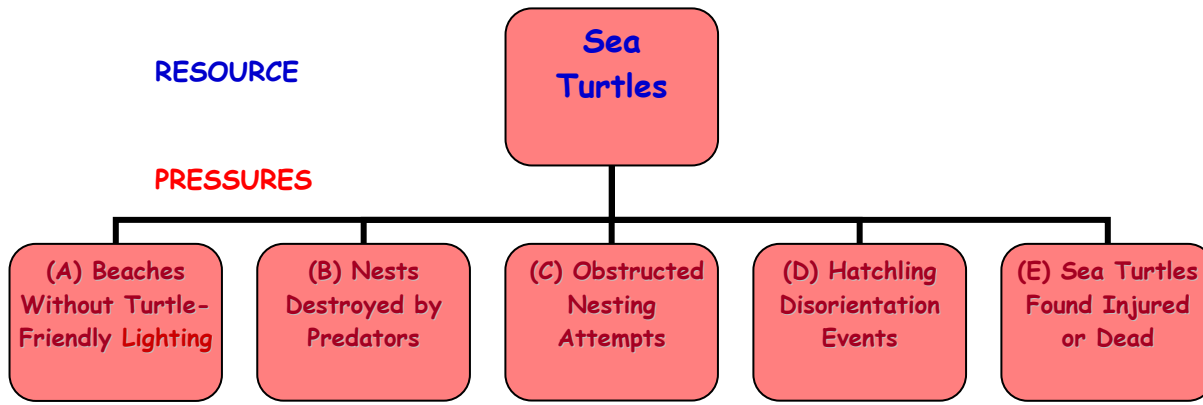 Sea
Turtles
RESOURCE
PRESSURES
(A) Beaches
Without Turtle-
Friendly Lighting
(B) Nests
Destroyed by
Predators
(C) Obstructed
Nesting
Attempts
(D) Hatchling
Disorientation
Events
(E) Sea Turtles
Found Injured
or Dead